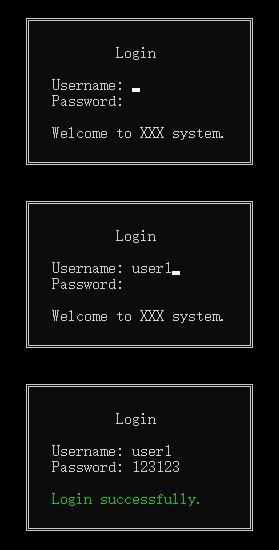 Login
Username:
Password:
Welcome to XXX system.
Login
Username: user1
Password:
Welcome to XXX system.
Login
Username: user1
Password: 123123
Login successfully.